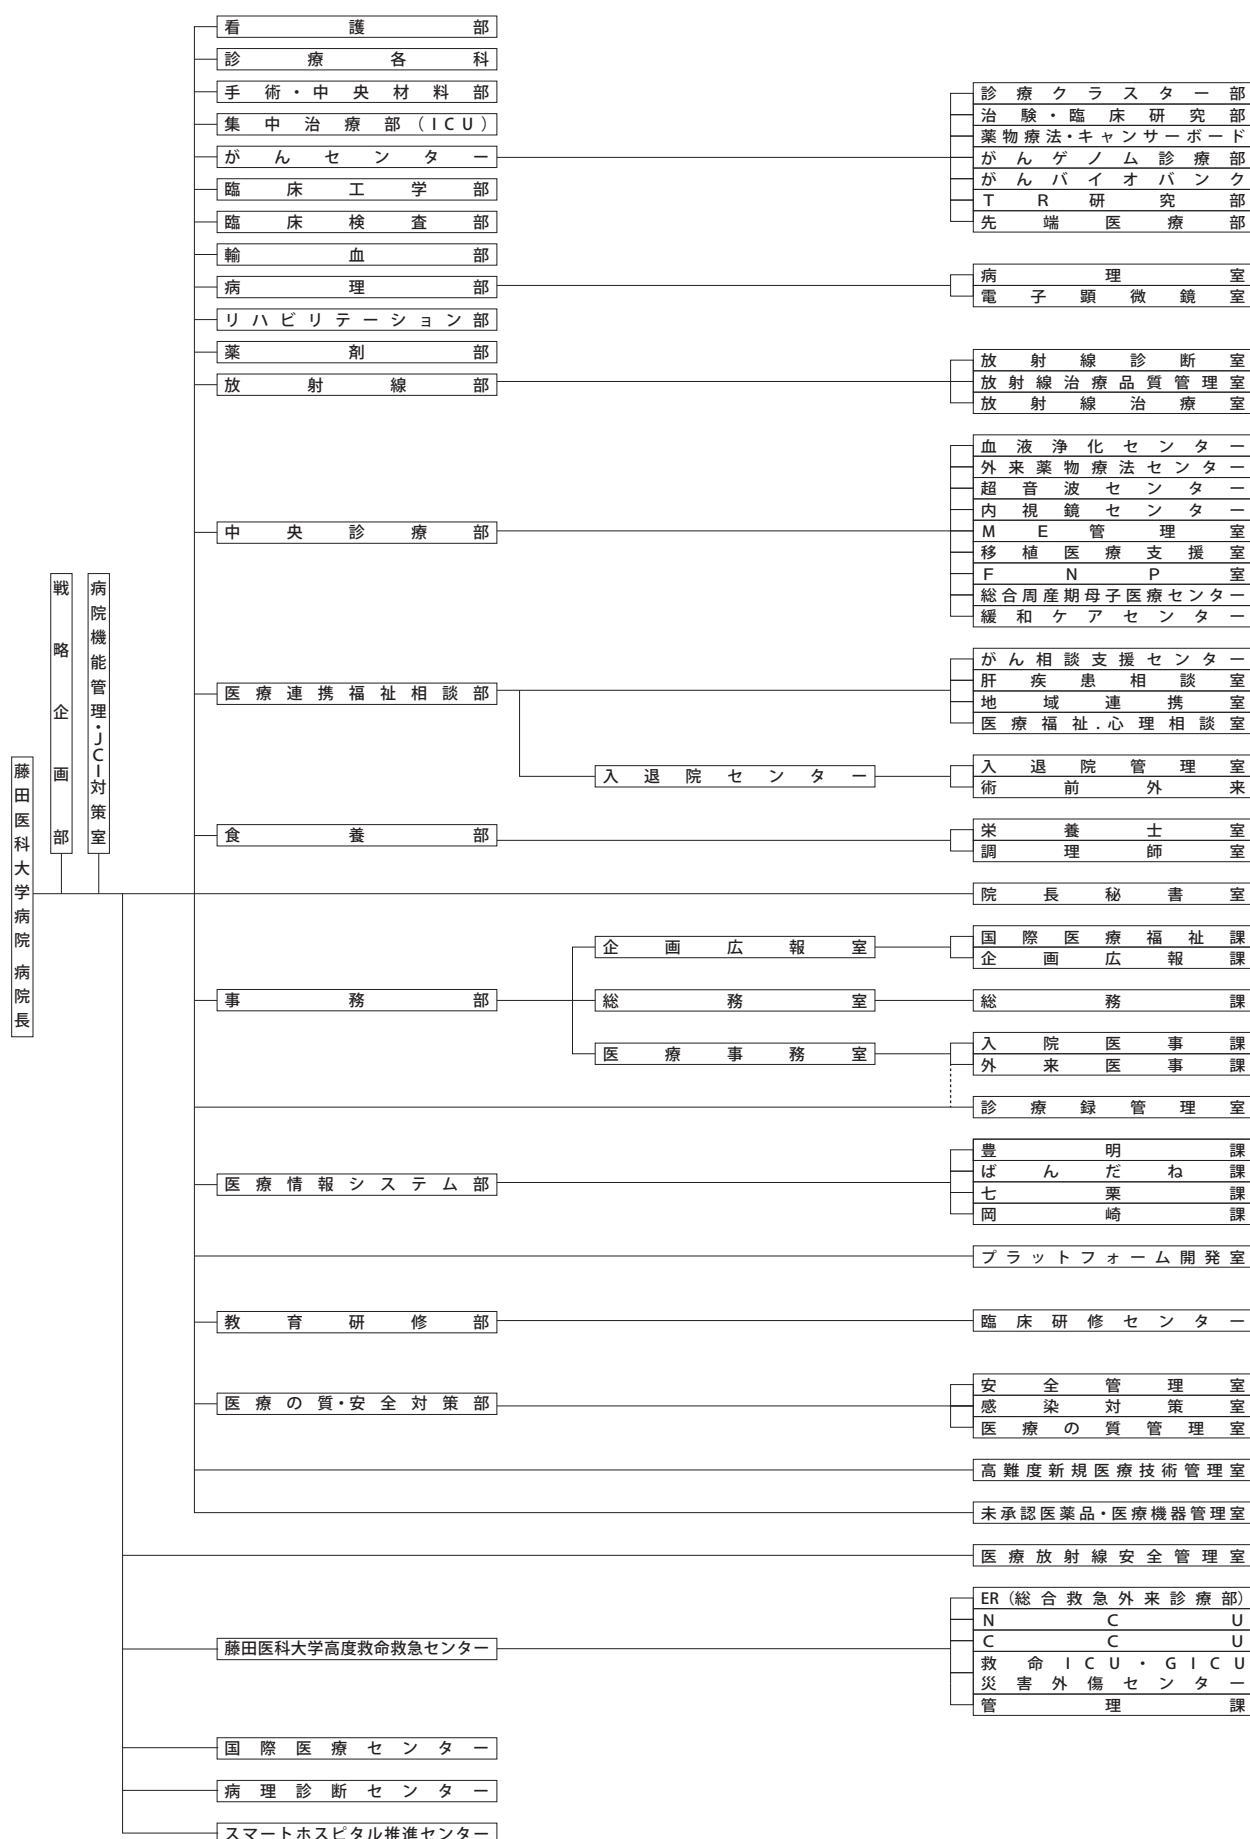 藤田医科大学病院 病院長
戦略企画部
病院機能管理・JCI対策室
看護部
診療各科
手術・中央材料部
集中治療部(ICU)
がんセンター
診療クラスター部
治験・臨床研究部
薬物療法・キャンサーボード
がんゲノム診療部
がんバイオバンク
TR研究部
先端医療部
臨床工学部
臨床検査部
輸血部
病理部
病理室
電子顕微鏡室
リハビリテーション部
薬剤部
放射線部
放射線診断室
放射線治療品質管理室
放射線治療室
中央診療部
血液浄化センター
外来薬物療法センター
超音波センター
内視鏡センター
ME管理室
移植医療支援室
FNP室
総合周産期母子医療センター
緩和ケアセンター
医療連携福祉相談部
がん相談支援センター
肝疾患相談室
地域連携室
医療福祉.心理相談室
入退院センター
入退院管理室
術前外来
食養部
栄養士室
調理師室
院長秘書室
事務部
企画広報室
国際医療福祉課
企画広報課
総務室
総務課
医療事務室
入院医事課
外来医事課
診療録管理室
医療情報システム部
豊明課
ばんだね課
七栗課
岡崎課
プラットフォーム開発室
教育研修部
臨床研修センター
医療の質・安全対策部
安全管理室
感染対策室
医療の質管理室
高難度新規医療技術管理室
未承認医薬品・医療機器管理室
医療放射線安全管理室
藤田医科大学高度救命救急センター
ER(総合救急外来診療部)
NCU
CCU
救命ICU・GICU
災害外傷センター
管理課
国際医療センター
病理診断センター
スマートホスピタル推進センター